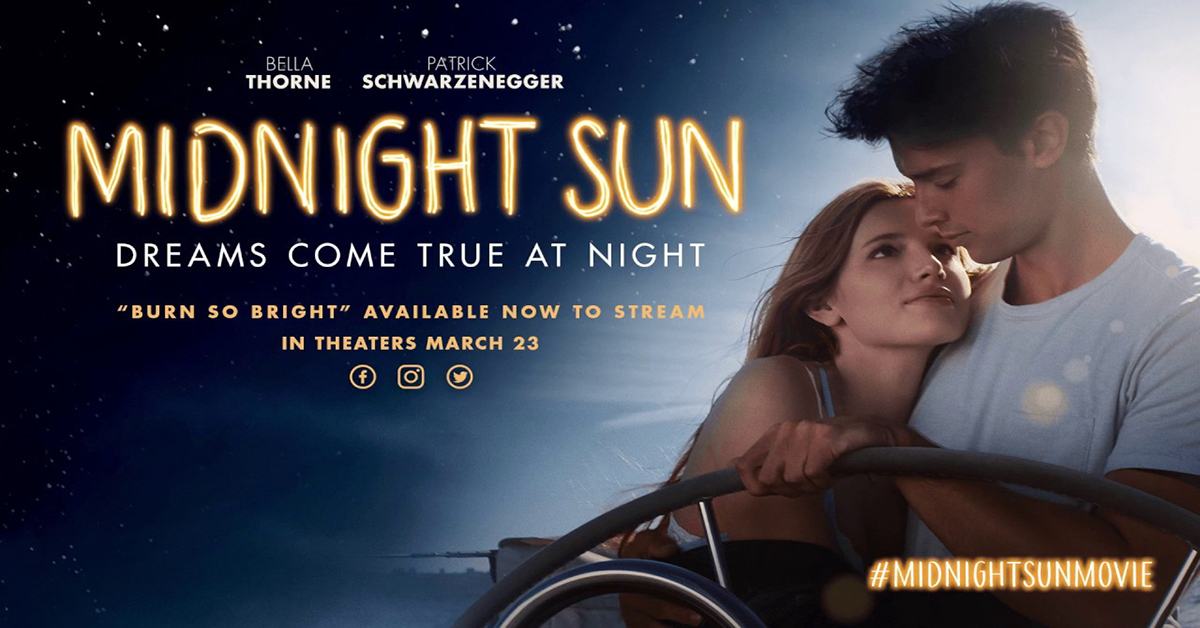 BELLA THORNE
PATRICK SCHWARZENEGGER
MIDNIGHT SUN
DREAMS COME TRUE AT NIGHT
“BURN SO BRIGHT” AVAILABLE NOW TO STREAM
IN THEATERS MARCH 23
#MIDNIGHTSUNMOVIE